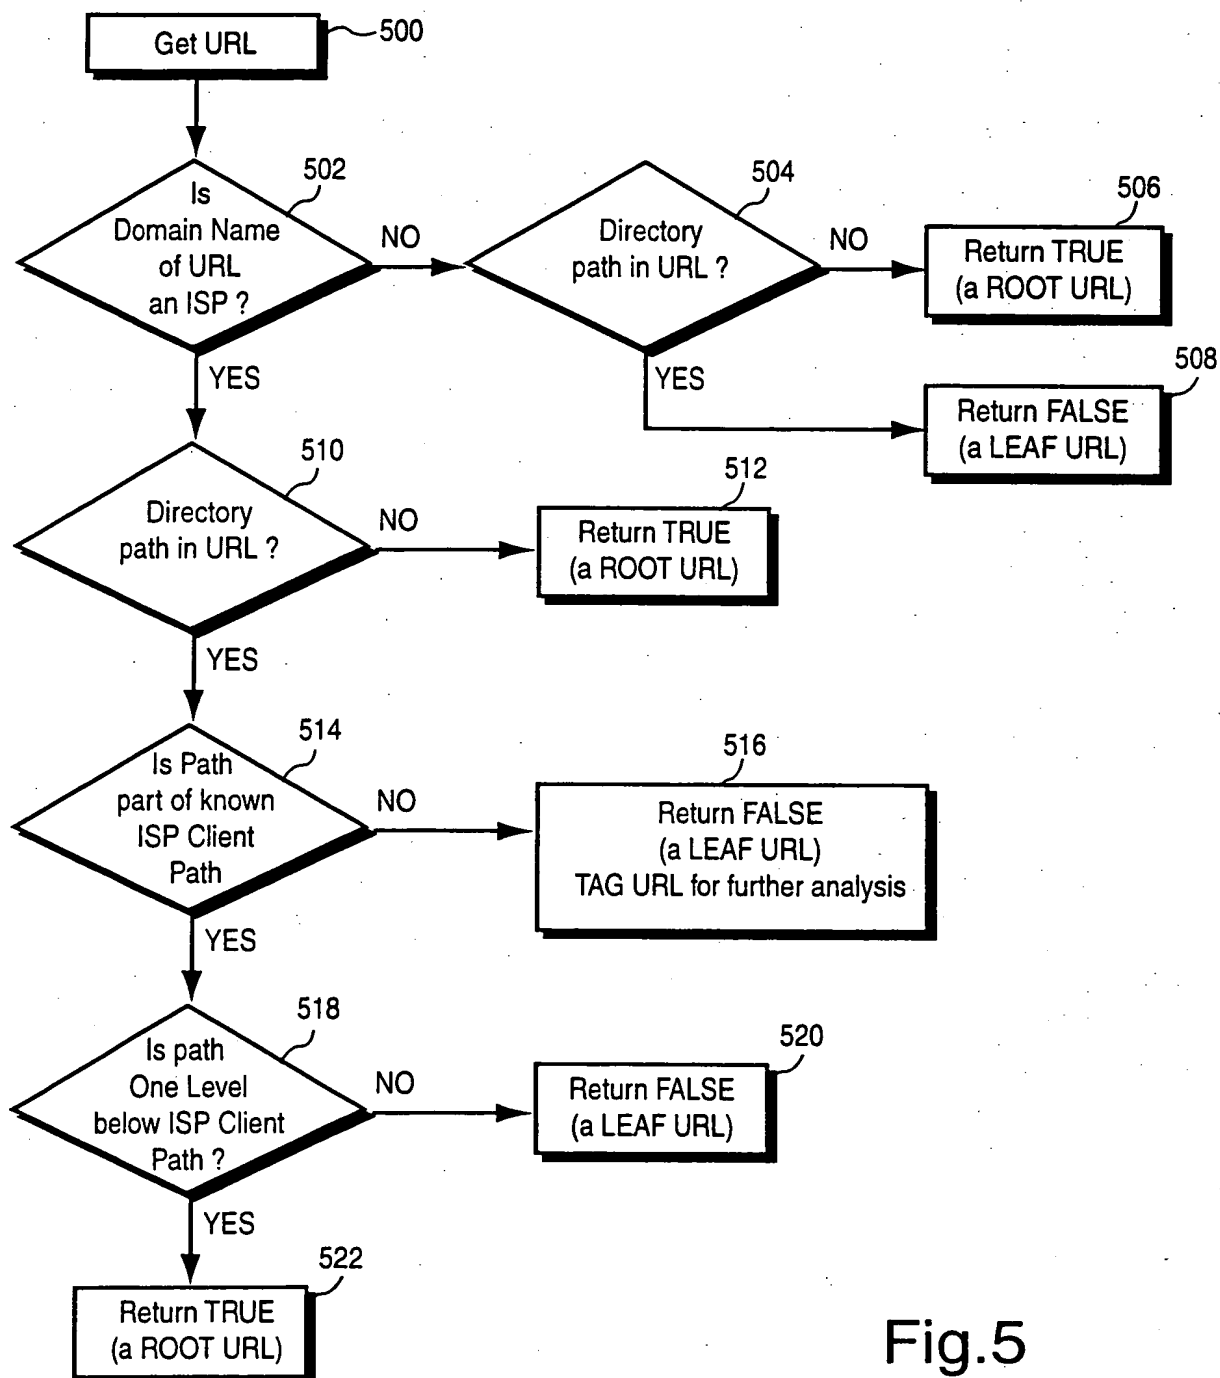 Get URL
500
Is
Domain Name
of URL
an ISP ?
502
NO
Directory
path in URL ?
504
NO
Return TRUE
(a ROOT URL)
506
YES
Return FALSE
(a LEAF URL)
508
YES
Directory
path in URL ?
510
NO
Return TRUE
(a ROOT URL)
512
YES
Is Path
part of known
ISP Client
Path
514
NO
Return FALSE
(a LEAF URL)
TAG URL for further analysis
516
YES
Is path
One Level
below ISP Client
Path ?
518
NO
Return FALSE
(a LEAF URL)
520
YES
Return TRUE
(a ROOT URL)
522
Fig.5